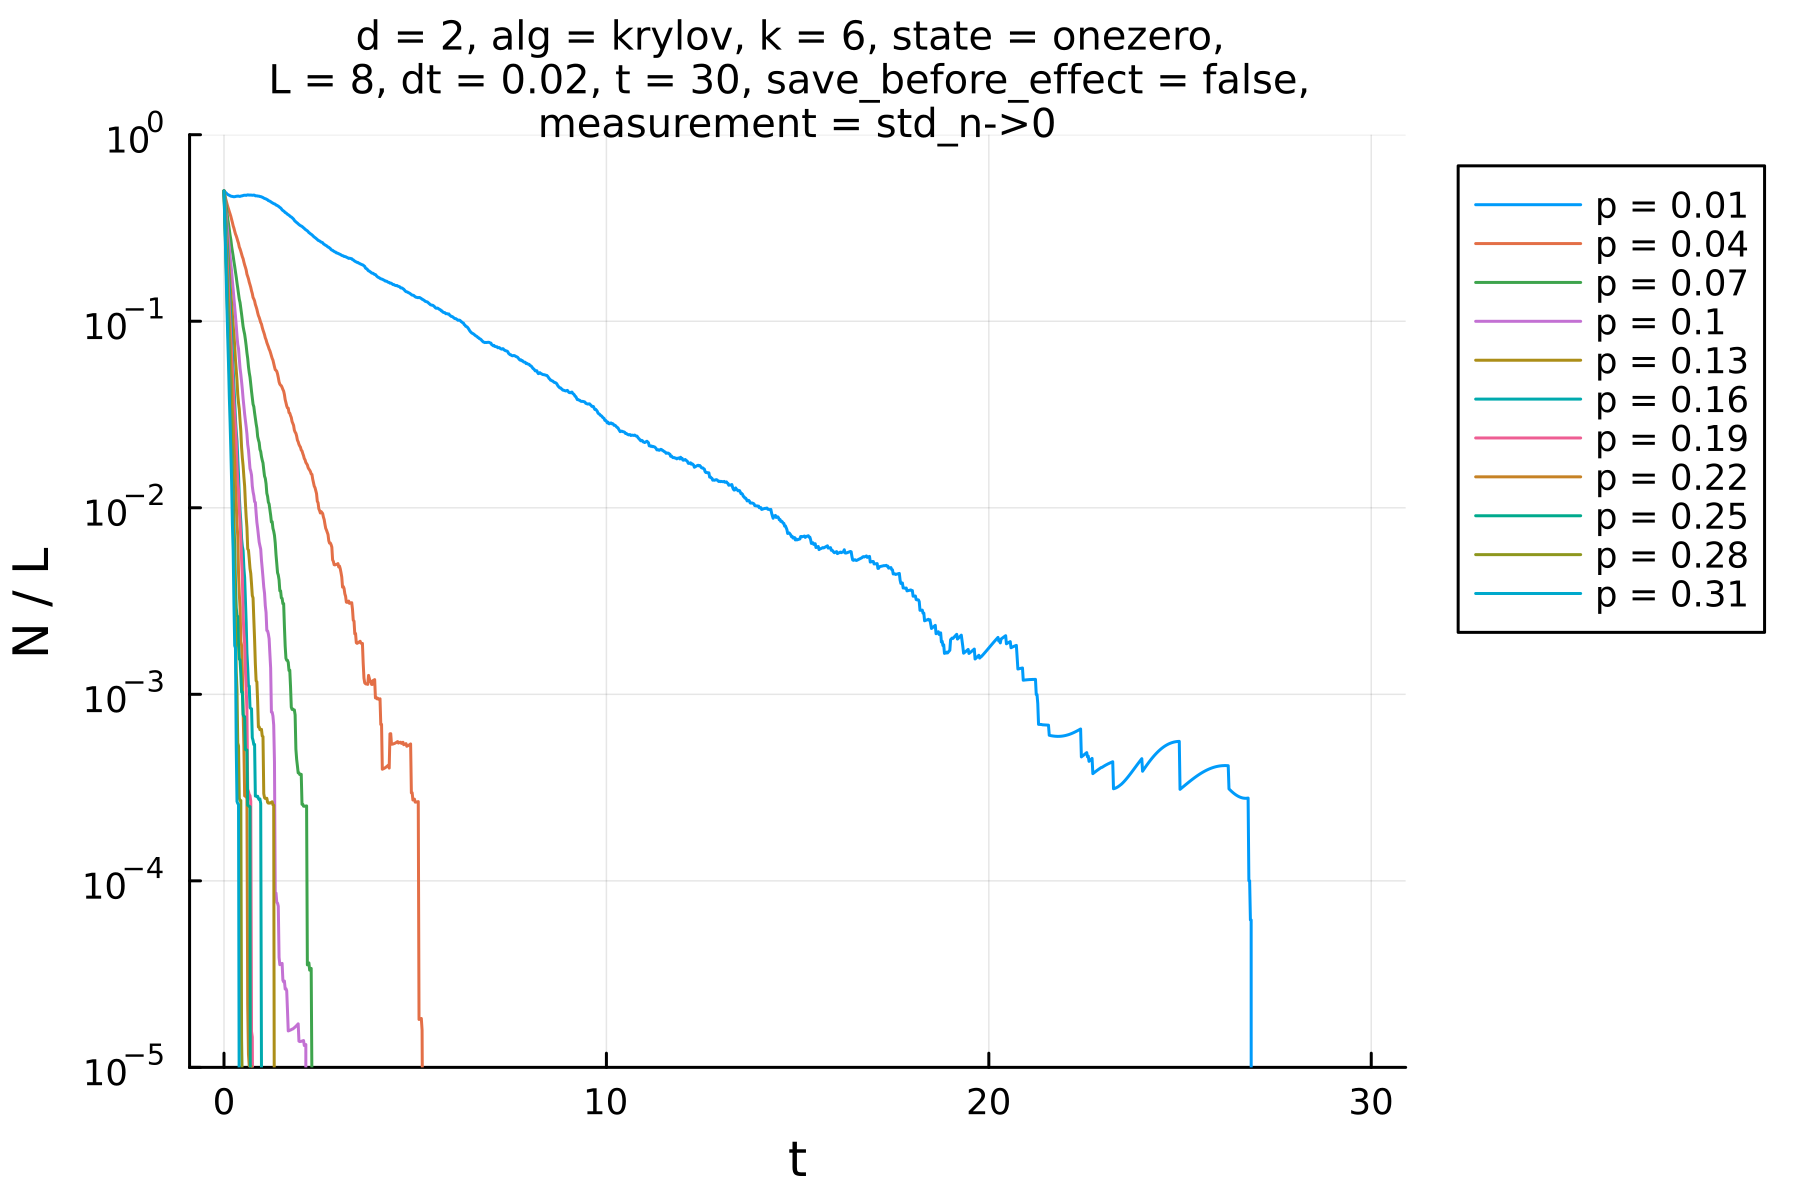 d = 2, alg = krylov, k = 6, state = onezero,
L = 8, dt = 0.02, t = 30, save_before_effect = false,
measurement = std_n->0
10⁰
10⁻¹
10⁻²
10⁻³
10⁻⁴
10⁻⁵
N / L
0
10
20
30
t
p = 0.01
p = 0.04
p = 0.07
p = 0.1
p = 0.13
p = 0.16
p = 0.19
p = 0.22
p = 0.25
p = 0.28
p = 0.31